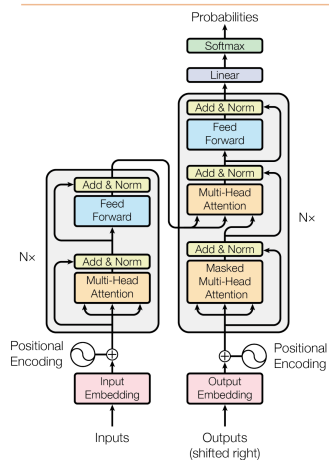 Probabilities
Softmax
Linear
Add & Norm
Feed
Forward
Add & Norm
Multi-Head
Attention
Add & Norm
Masked
Multi-Head
Attention
N×
Add & Norm
Feed
Forward
N×
Add & Norm
Multi-Head
Attention
Positional
Encoding
Positional
Encoding
Input
Embedding
Output
Embedding
Inputs
Outputs
(shifted right)